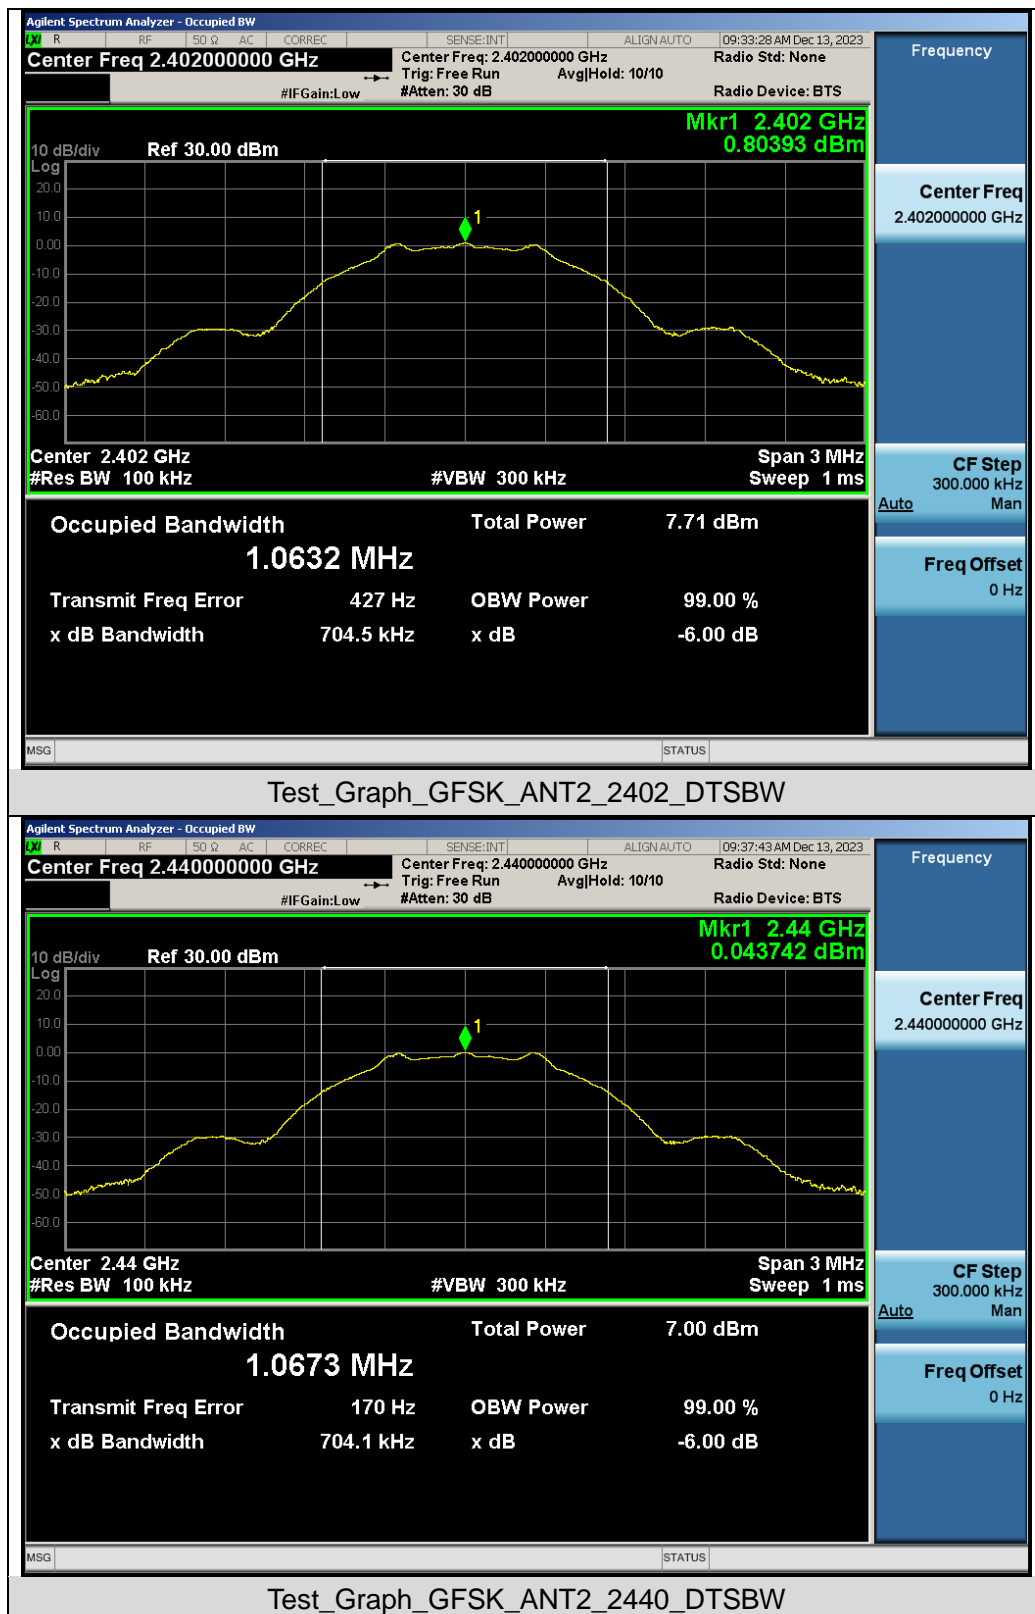 Agilent Spectrum Analyzer - Occupied BW
LXI R RF 50 Ω AC CORREC SENSE:INT ALIGN AUTO 09:33:28 AM Dec 13, 2023
Center Freq 2.402000000 GHz Center Freq: 2.402000000 GHz Radio Std: None
Trig: Free Run Avg|Hold: 10/10
#IFGain:Low #Atten: 30 dB Radio Device: BTS
Frequency
Mkr1 2.402 GHz
10 dB/div Ref 30.00 dBm 0.80393 dBm
Log
20.0
10.0
1
0.00
-10.0
-20.0
-30.0
-40.0
-50.0
-60.0
Center 2.402 GHz Span 3 MHz
#Res BW 100 kHz #VBW 300 kHz Sweep 1 ms
Center Freq
2.402000000 GHz
CF Step
300.000 kHz
Auto Man
Freq Offset
0 Hz
Occupied Bandwidth Total Power 7.71 dBm
1.0632 MHz
Transmit Freq Error 427 Hz OBW Power 99.00 %
x dB Bandwidth 704.5 kHz x dB -6.00 dB
MSG STATUS
Test_Graph_GFSK_ANT2_2402_DTSBW
Agilent Spectrum Analyzer - Occupied BW
LXI R RF 50 Ω AC CORREC SENSE:INT ALIGN AUTO 09:37:43 AM Dec 13, 2023
Center Freq 2.440000000 GHz Center Freq: 2.440000000 GHz Radio Std: None
Trig: Free Run Avg|Hold: 10/10
#IFGain:Low #Atten: 30 dB Radio Device: BTS
Frequency
Mkr1 2.44 GHz
10 dB/div Ref 30.00 dBm 0.043742 dBm
Log
20.0
10.0
1
0.00
-10.0
-20.0
-30.0
-40.0
-50.0
-60.0
Center 2.44 GHz Span 3 MHz
#Res BW 100 kHz #VBW 300 kHz Sweep 1 ms
Center Freq
2.440000000 GHz
CF Step
300.000 kHz
Auto Man
Freq Offset
0 Hz
Occupied Bandwidth Total Power 7.00 dBm
1.0673 MHz
Transmit Freq Error 170 Hz OBW Power 99.00 %
x dB Bandwidth 704.1 kHz x dB -6.00 dB
MSG STATUS
Test_Graph_GFSK_ANT2_2440_DTSBW